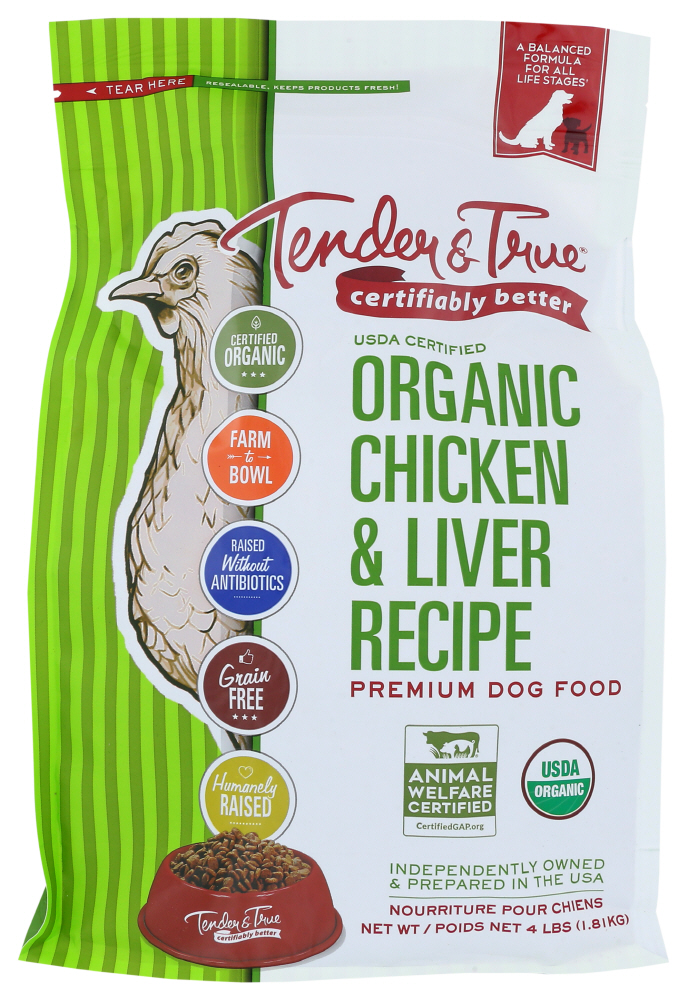 TEAR HERE
RESEALABLE, KEEPS PRODUCTS FRESH!
A BALANCED
FORMULA
FOR ALL
LIFE STAGES
Tender & True®
certifiably better
USDA CERTIFIED
ORGANIC
CHICKEN
& LIVER
RECIPE
PREMIUM DOG FOOD
CERTIFIED
ORGANIC
FARM
to
BOWL
RAISED
Without
ANTIBIOTICS
Grain
FREE
Humanely
RAISED
ANIMAL
WELFARE
CERTIFIED
CertifiedGAP.org
USDA
ORGANIC
Tender & True
certifiably better
INDEPENDENTLY OWNED
& PREPARED IN THE USA
NOURRITURE POUR CHIENS
NET WT / POIDS NET 4 LBS (1.81KG)